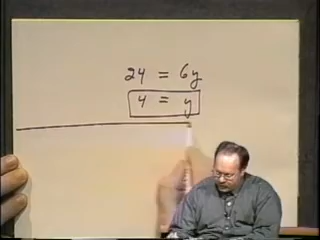 24 = 6y
4 = y